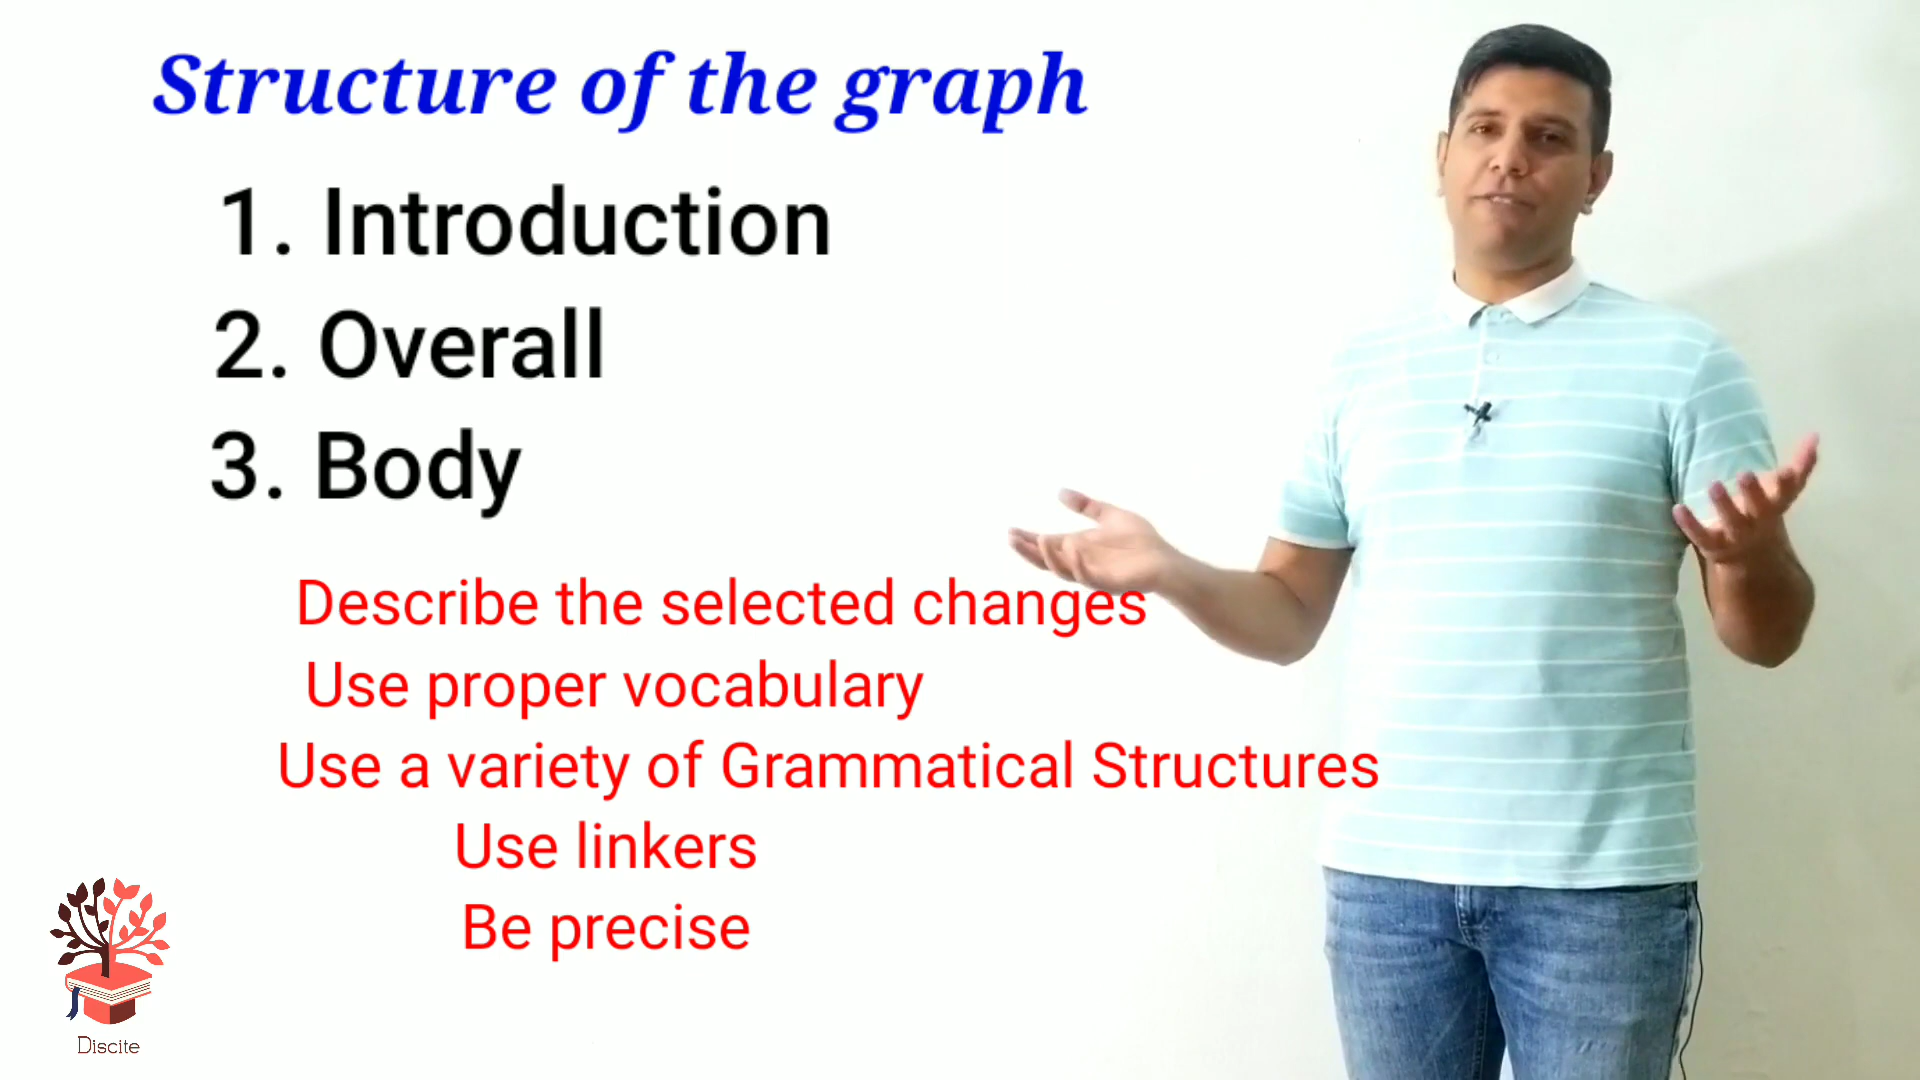 Structure of the graph
1. Introduction
2. Overall
3. Body
Describe the selected changes
Use proper vocabulary
Use a variety of Grammatical Structures
Use linkers
Be precise
Discite